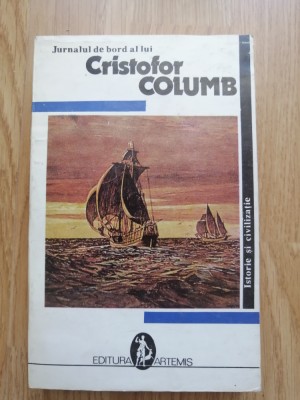 Jurnalul de bord al lui
Cristofor
COLUMB
Istorie și civilizație
EDITURA ARTEMIS